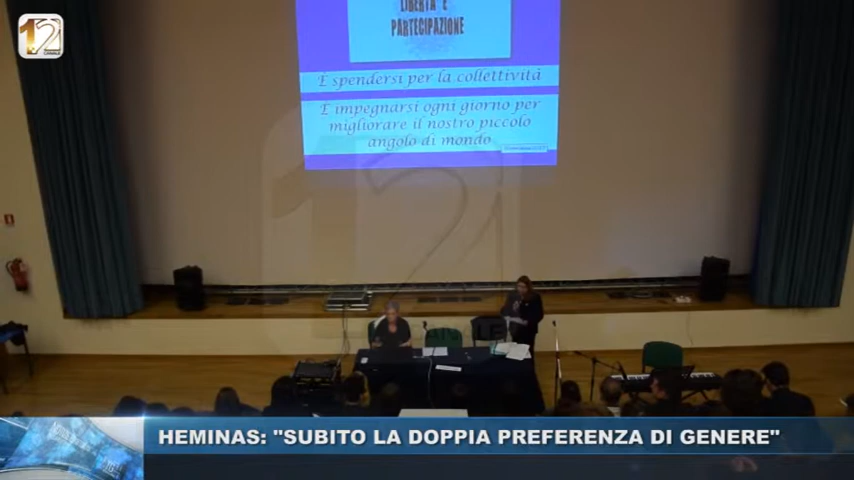 12
LIBERTÀ È
PARTECIPAZIONE
È spendersi per la collettività
È impegnarsi ogni giorno per
migliorare il nostro piccolo
angolo di mondo
12
HEMINAS: "SUBITO LA DOPPIA PREFERENZA DI GENERE"